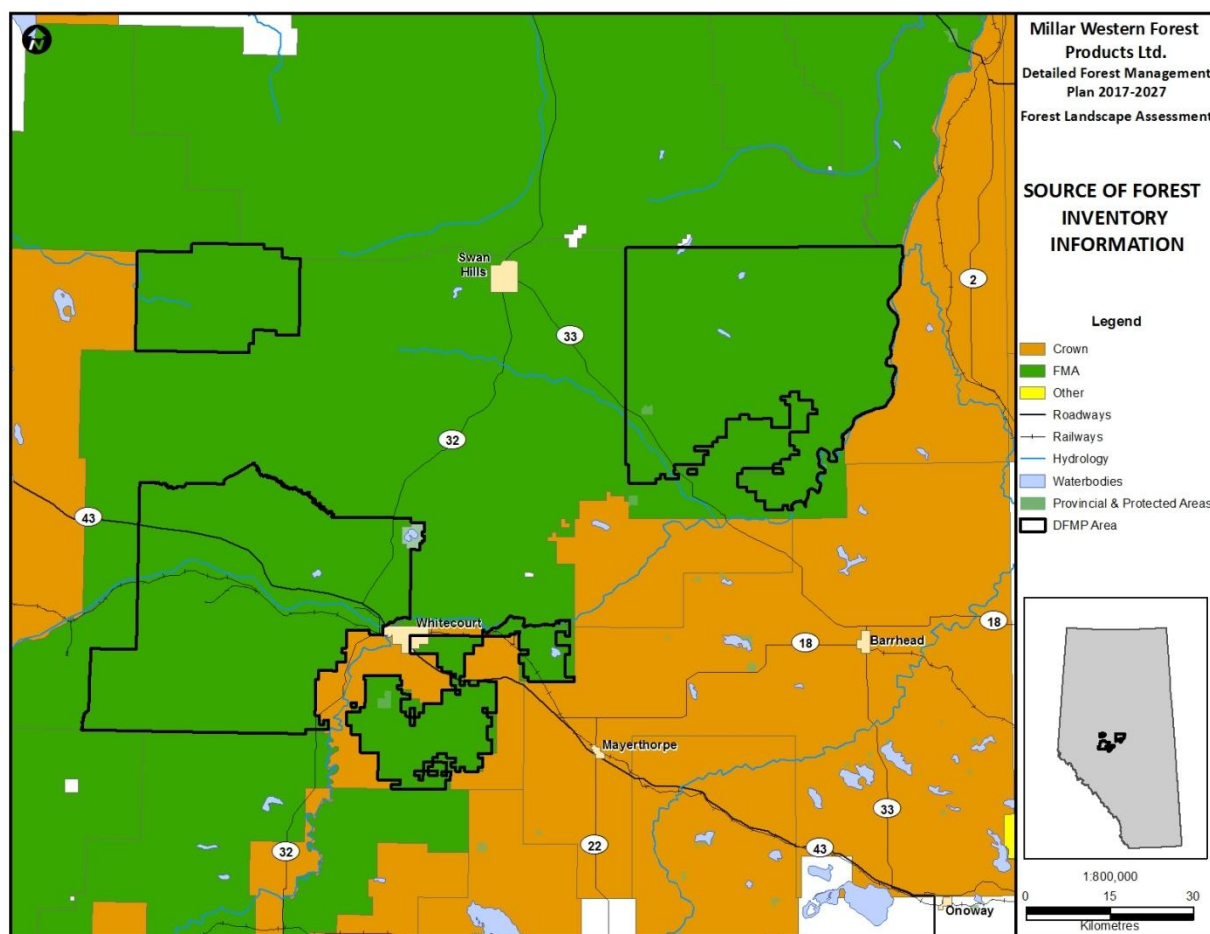 Millar Western Forest
Products Ltd.
Detailed Forest Management
Plan 2017-2027
Forest Landscape Assessment
SOURCE OF FOREST
INVENTORY
INFORMATION
Legend
Crown
FMA
Other
Roadways
Railways
Hydrology
Waterbodies
Provincial & Protected Areas
DFMP Area
1:800,000
0 15 30
Kilometres
N
Swan
Hills
2
33
32
43
Whitecourt
18
18
Barrhead
Mayerthorpe
33
32
22
43
Onoway